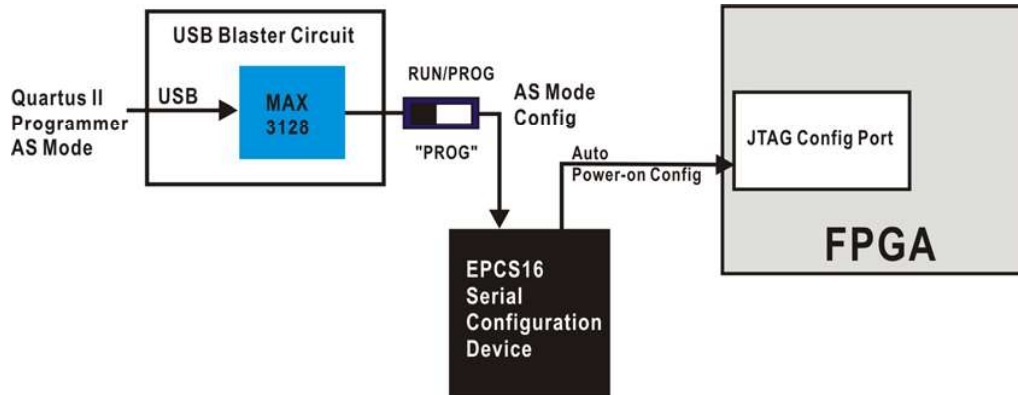 USB Blaster Circuit
Quartus II
Programmer
AS Mode
USB
MAX
3128
RUN/PROG
"PROG"
AS Mode
Config
Auto
Power-on Config
EPCS16
Serial
Configuration
Device
JTAG Config Port
FPGA